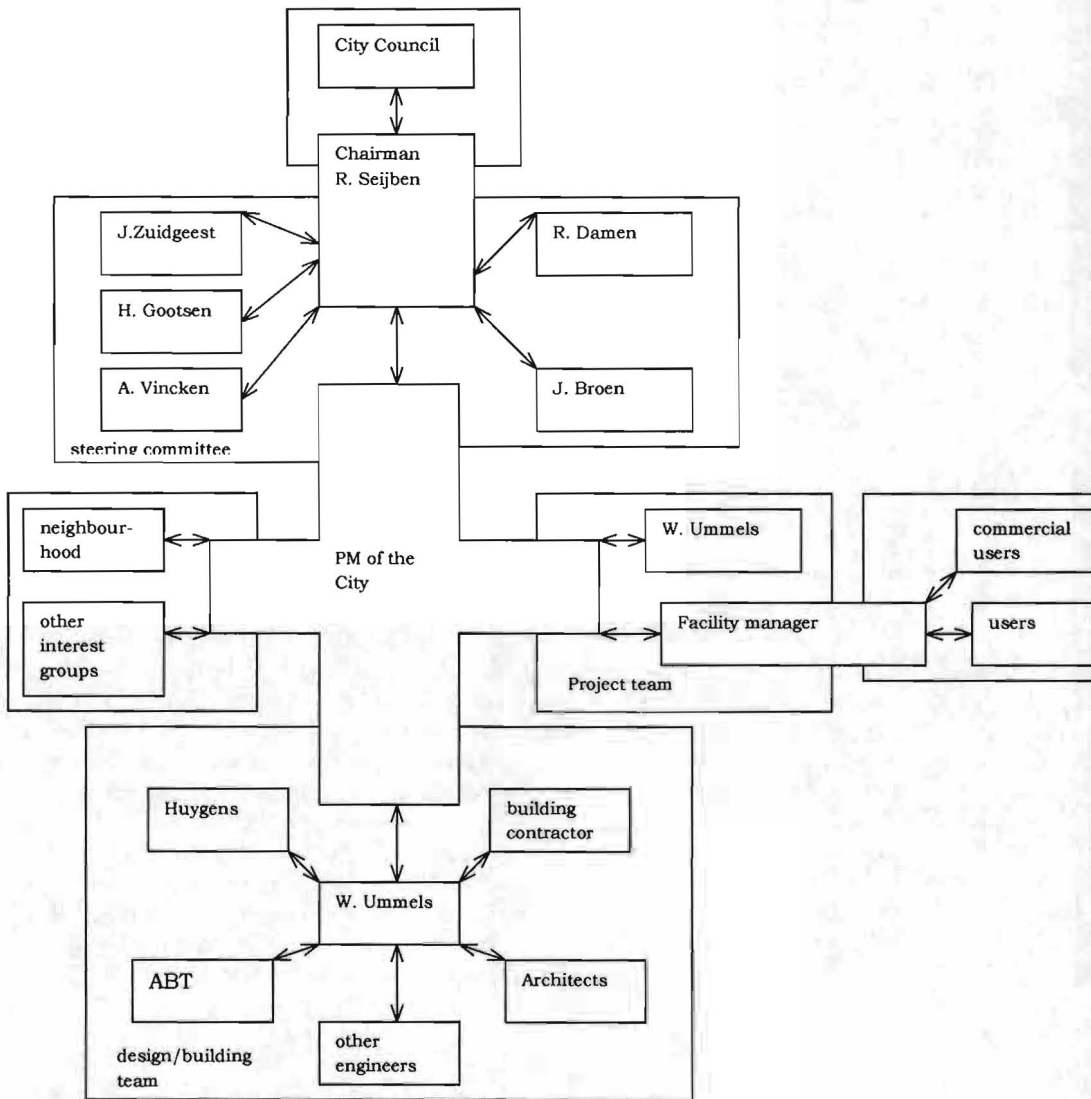 City Council
Chairman
R. Seijben
J.Zuidgeest
R. Damen
H. Gootsen
A. Vincken
J. Broen
steering committee
neighbour-
hood
W. Ummels
commercial
users
PM of the
City
other
interest
groups
Facility manager
users
Project team
Huygens
building
contractor
W. Ummels
ABT
Architects
other
engineers
design/building
team